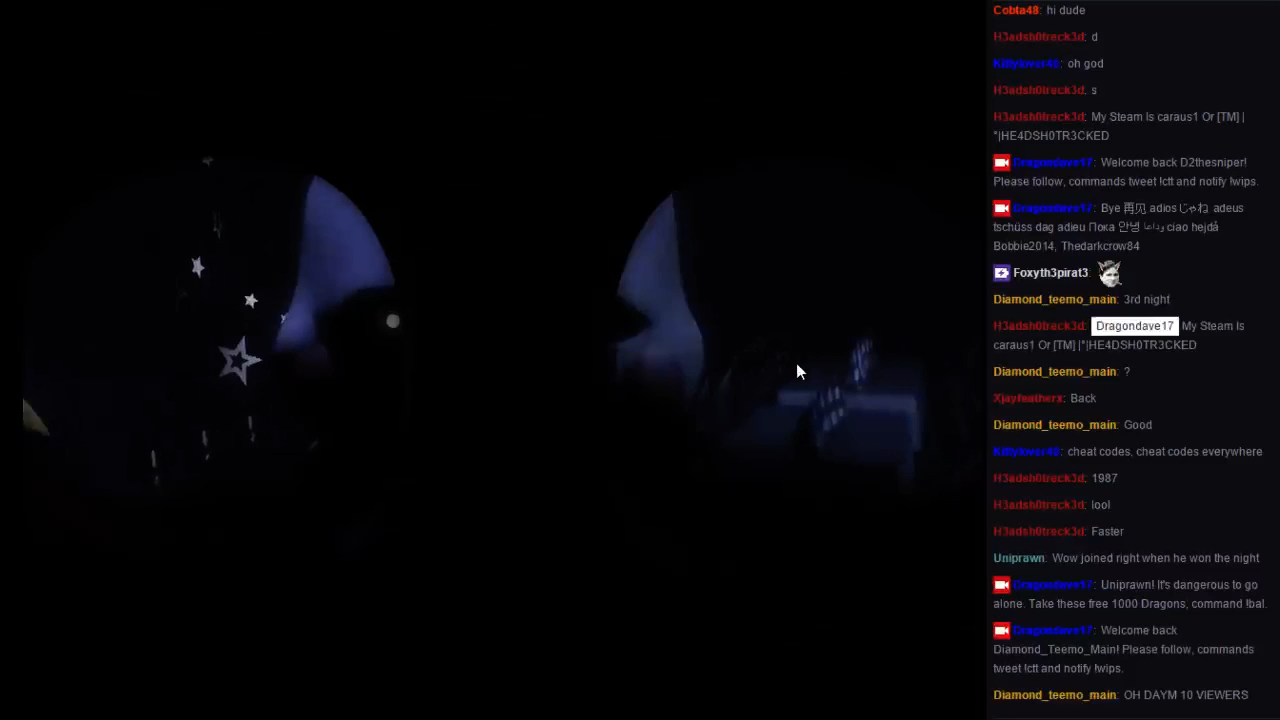 Cobta48: hi dude
H3adsh0treck3d: d
Kittylover48: oh god
H3adsh0treck3d: s
H3adsh0treck3d: My Steam Is caraus1 Or [TM] |
*|HE4DSH0TR3CKED
Dragondave17: Welcome back D2thesniper!
Please follow, commands tweet !ctt and notify !wips.
Dragondave17: Bye 再见 adios じゃね adeus
tschüss dag adieu Пока 안녕 وداعا ciao hejdå
Bobbie2014, Thedarkcrow84
Foxyth3pirat3
Diamond_teemo_main: 3rd night
H3adsh0treck3d: Dragondave17 My Steam Is
caraus1 Or [TM] |*|HE4DSH0TR3CKED
Diamond_teemo_main: ?
Xjayfeatherx: Back
Diamond_teemo_main: Good
Kittylover48: cheat codes, cheat codes everywhere
H3adsh0treck3d: 1987
H3adsh0treck3d: lool
H3adsh0treck3d: Faster
Uniprawn: Wow joined right when he won the night
Dragondave17: Uniprawn! It's dangerous to go
alone. Take these free 1000 Dragons, command !bal.
Dragondave17: Welcome back
Diamond_Teemo_Main! Please follow, commands
tweet !ctt and notify !wips.
Diamond_teemo_main: OH DAYM 10 VIEWERS